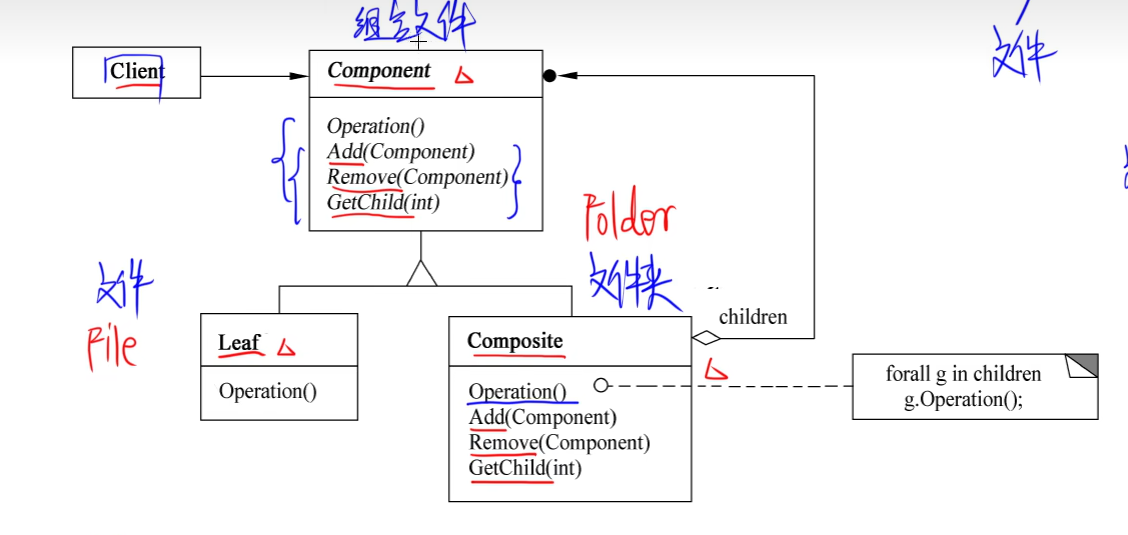 组合文件
文件
Client
Component
Operation()
Add(Component)
Remove(Component)
GetChild(int)
Folder
文件夹
文件
File
children
Leaf
Operation()
Composite
Operation()
Add(Component)
Remove(Component)
GetChild(int)
forall g in children
g.Operation();